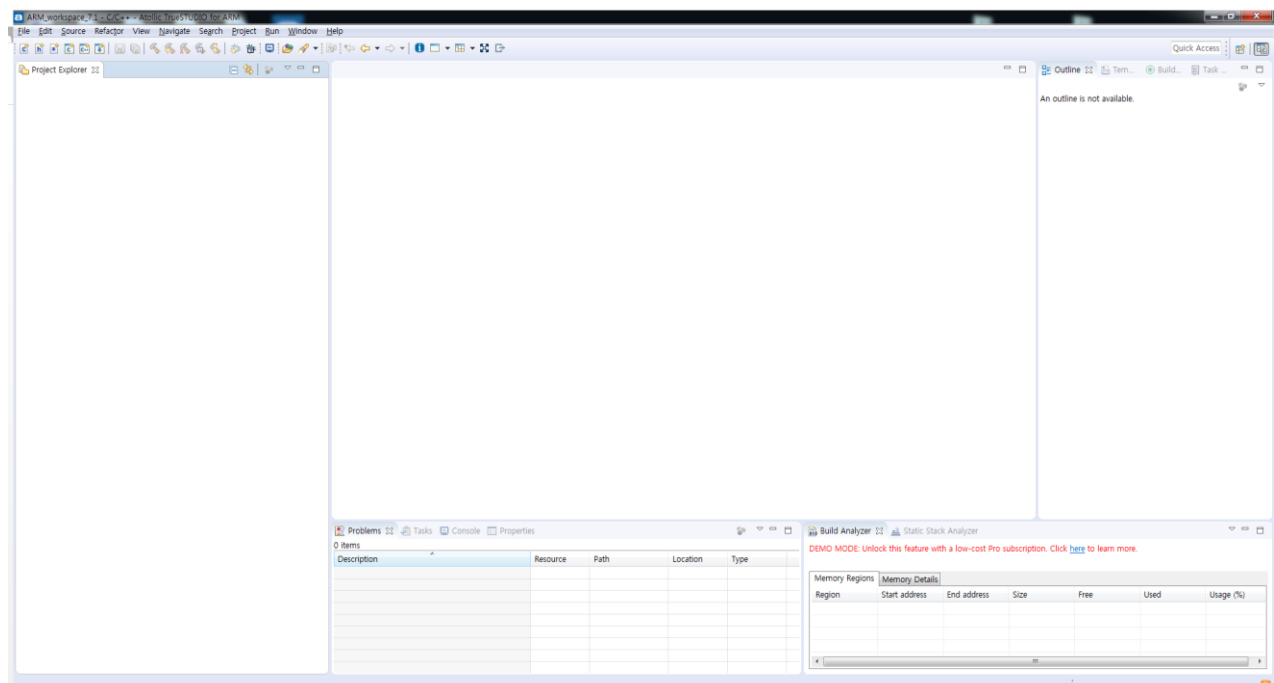 ARM_workspace_7.1 - C/C++ - Atollic TrueSTUDIO for ARM
File Edit Source Refactor View Navigate Search Project Run Window Help
Quick Access
Project Explorer
Outline Tem... Build... Task ...
An outline is not available.
Problems Tasks Console Properties
0 items
Description Resource Path Location Type
Build Analyzer Static Stack Analyzer
DEMO MODE: Unlock this feature with a low-cost Pro subscription. Click here to learn more.
Memory Regions Memory Details
Region Start address End address Size Free Used Usage (%)